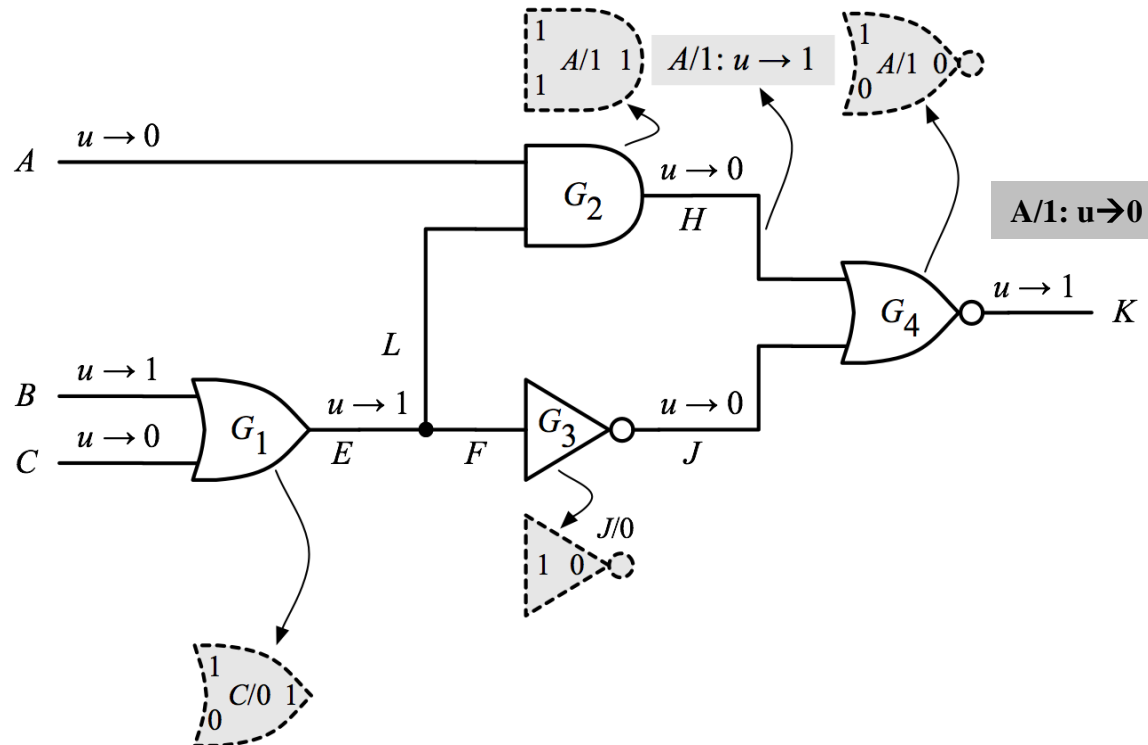 1
1
A/1 1
A/1: u → 1
1
0
A/1 0
A
u → 0
G2
u → 0
H
A/1: u→0
G4
u → 1
K
L
B
u → 1
C
u → 0
G1
u → 1
E
F
G3
u → 0
J
J/0
1 0
1
0
C/0 1